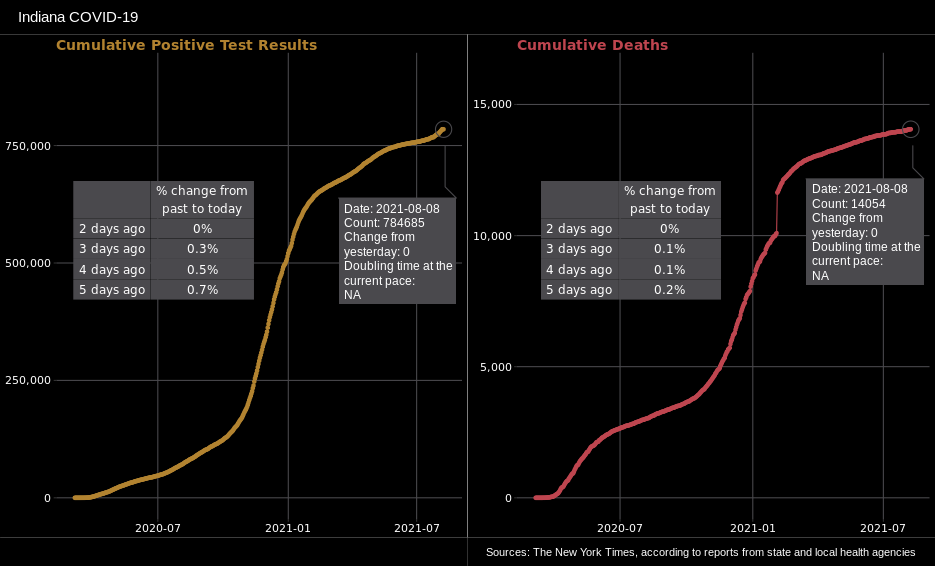 Indiana COVID-19
Cumulative Positive Test Results
750,000
500,000
250,000
0
2020-07
2021-01
2021-07
% change from
past to today
2 days ago 0%
3 days ago 0.3%
4 days ago 0.5%
5 days ago 0.7%
Date: 2021-08-08
Count: 784685
Change from
yesterday: 0
Doubling time at the
current pace:
NA
Cumulative Deaths
15,000
10,000
5,000
0
2020-07
2021-01
2021-07
% change from
past to today
2 days ago 0%
3 days ago 0.1%
4 days ago 0.1%
5 days ago 0.2%
Date: 2021-08-08
Count: 14054
Change from
yesterday: 0
Doubling time at the
current pace:
NA
Sources: The New York Times, according to reports from state and local health agencies